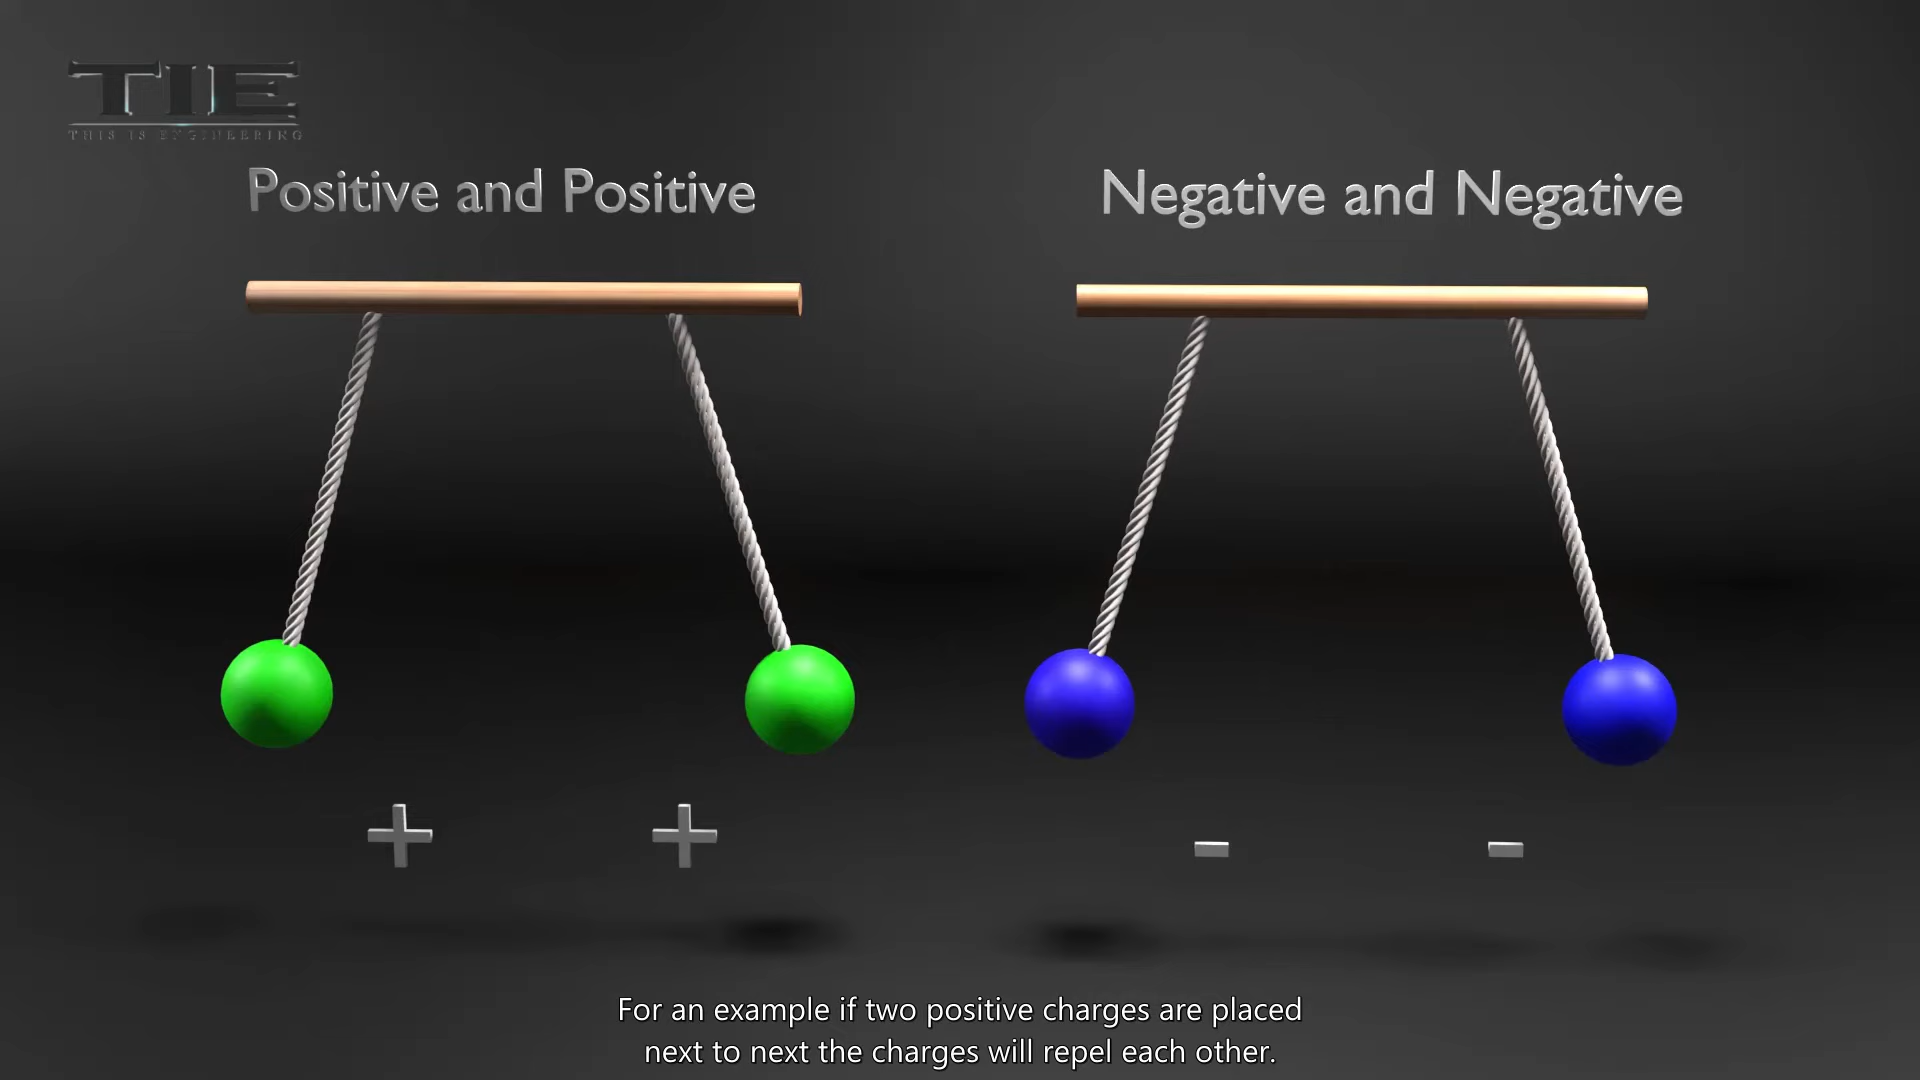 TIE
THIS IS ENGINEERING
Positive and Positive
Negative and Negative
+ +
- -
For an example if two positive charges are placed
next to next the charges will repel each other.